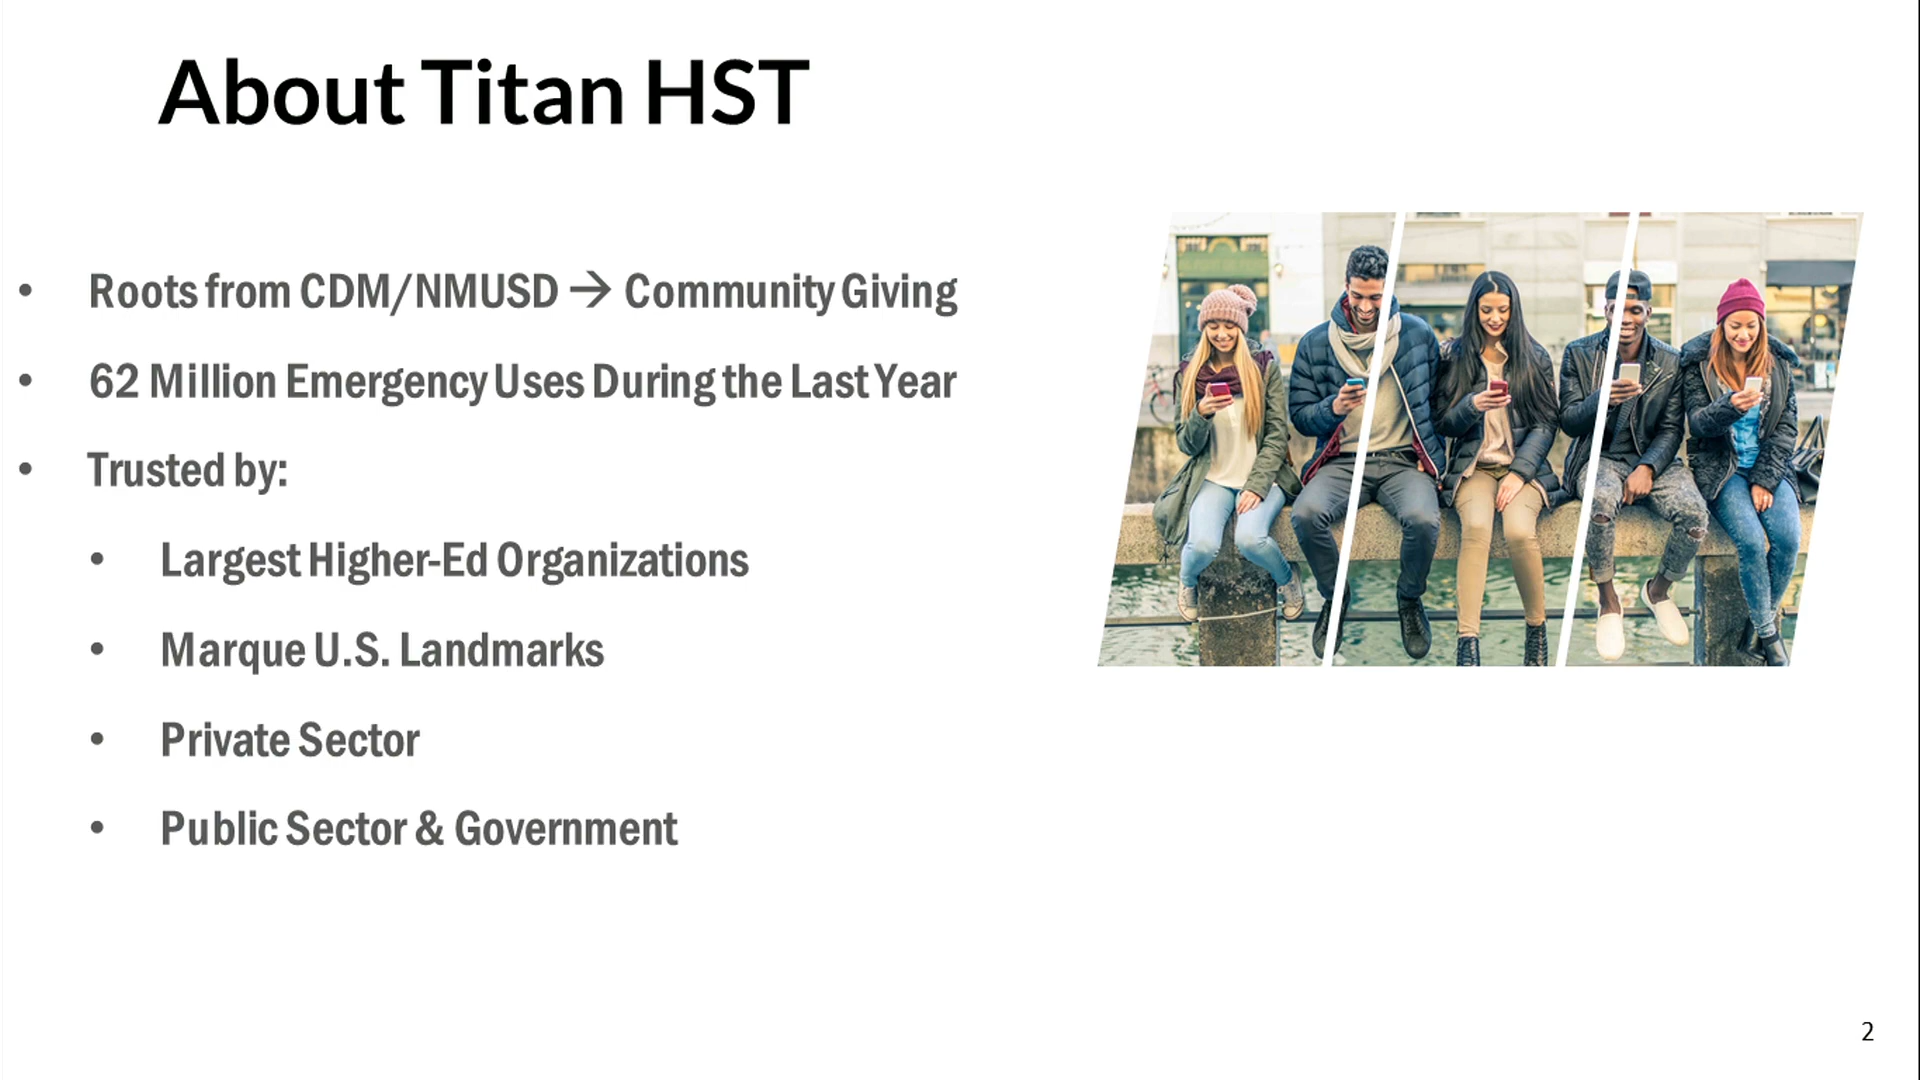 About Titan HST
• Roots from CDM/NMUSD → Community Giving
• 62 Million Emergency Uses During the Last Year
• Trusted by:
• Largest Higher-Ed Organizations
• Marque U.S. Landmarks
• Private Sector
• Public Sector & Government
2